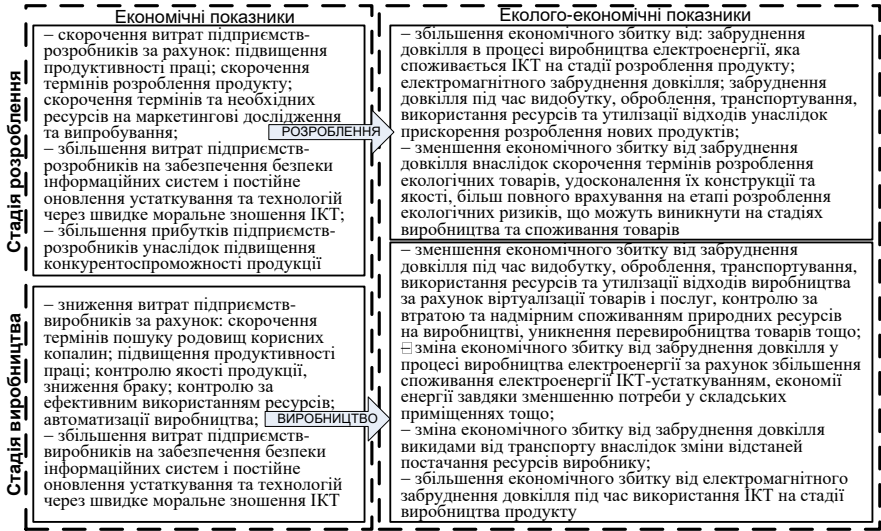 Економічні показники
Еколого-економічні показники
Стадія розроблення
– скорочення витрат підприємств-
розробників за рахунок: підвищення
продуктивності праці; скорочення
термінів розроблення продукту;
скорочення термінів та необхідних
ресурсів на маркетингові дослідження
та випробування;
– збільшення витрат підприємств-
розробників на забезпечення безпеки
інформаційних систем і постійне
оновлення устаткування та технологій
через швидке моральне зношення ІКТ;
– збільшення прибутків підприємств-
розробників унаслідок підвищення
конкурентоспроможності продукції
РОЗРОБЛЕННЯ
– збільшення економічного збитку від: забруднення
довкілля в процесі виробництва електроенергії, яка
споживається ІКТ на стадії розроблення продукту;
електромагнітного забруднення довкілля; забруднення
довкілля під час видобутку, оброблення, транспортування,
використання ресурсів та утилізації відходів унаслідок
прискорення розроблення нових продуктів;
– зменшення економічного збитку від забруднення
довкілля внаслідок скорочення термінів розроблення
екологічних товарів, удосконалення їх конструкції та
якості, більш повного врахування на етапі розроблення
екологічних ризиків, що можуть виникнути на стадіях
виробництва та споживання товарів
Стадія виробництва
– зниження витрат підприємств-
виробників за рахунок: скорочення
термінів пошуку родовищ корисних
копалин; підвищення продуктивності
праці; контролю якості продукції,
зниження браку; контролю за
ефективним використанням ресурсів;
автоматизації виробництва;
– збільшення витрат підприємств-
виробників на забезпечення безпеки
інформаційних систем і постійне
оновлення устаткування та технологій
через швидке моральне зношення ІКТ
ВИРОБНИЦТВО
– зменшення економічного збитку від забруднення
довкілля під час видобутку, оброблення, транспортування,
використання ресурсів та утилізації відходів виробництва
за рахунок віртуалізації товарів і послуг, контролю за
втратою та надмірним споживанням природних ресурсів
на виробництві, уникнення перевиробництва товарів тощо;
– зміна економічного збитку від забруднення довкілля у
процесі виробництва електроенергії за рахунок збільшення
споживання електроенергії ІКТ-устаткуванням, економії
енергії завдяки зменшенню потреби у складських
приміщеннях тощо;
– зміна економічного збитку від забруднення довкілля
викидами від транспорту внаслідок зміни відстаней
постачання ресурсів виробнику;
– збільшення економічного збитку від електромагнітного
забруднення довкілля під час використання ІКТ на стадії
виробництва продукту